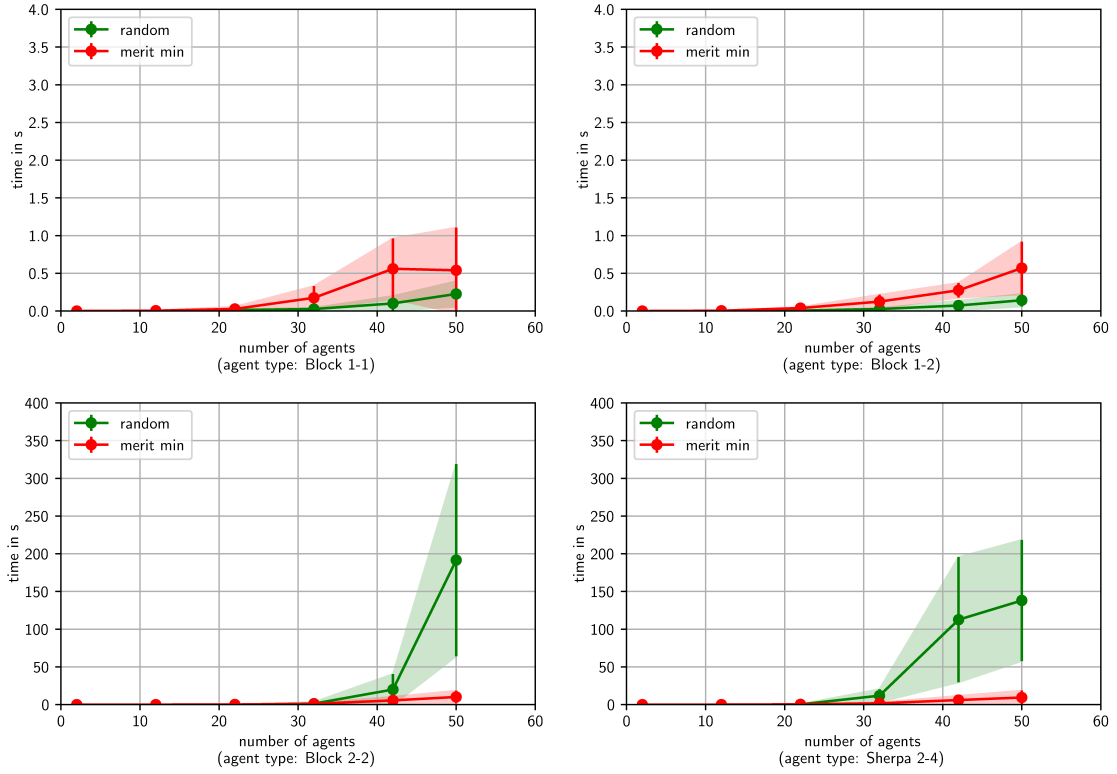 4.0
3.5
3.0
2.5
2.0
1.5
1.0
0.5
0.0
time in s
random
merit min
0 10 20 30 40 50 60
number of agents
(agent type: Block 1-1)
4.0
3.5
3.0
2.5
2.0
1.5
1.0
0.5
0.0
time in s
random
merit min
0 10 20 30 40 50 60
number of agents
(agent type: Block 1-2)
400
350
300
250
200
150
100
50
0
time in s
random
merit min
0 10 20 30 40 50 60
number of agents
(agent type: Block 2-2)
400
350
300
250
200
150
100
50
0
time in s
random
merit min
0 10 20 30 40 50 60
number of agents
(agent type: Sherpa 2-4)